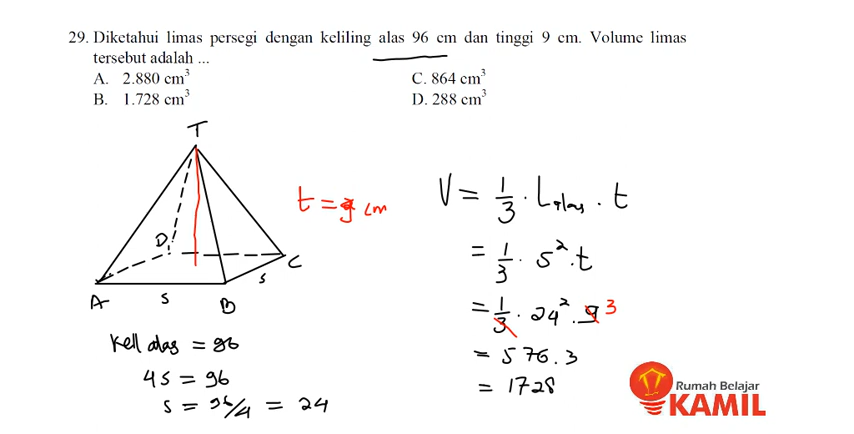 29. Diketahui limas persegi dengan keliling alas 96 cm dan tinggi 9 cm. Volume limas
tersebut adalah ...
A. 2.880 cm³
C. 864 cm³
B. 1.728 cm³
D. 288 cm³
T
t = 9 cm
D
C
A
s
B
s
Kell alas = 96
4s = 96
s = 96/4 = 24
V = 1/3 . L alas . t
= 1/3 . s² . t
= 1/3 . 24² . 9 3
= 576 . 3
= 1728
Rumah Belajar
KAMIL